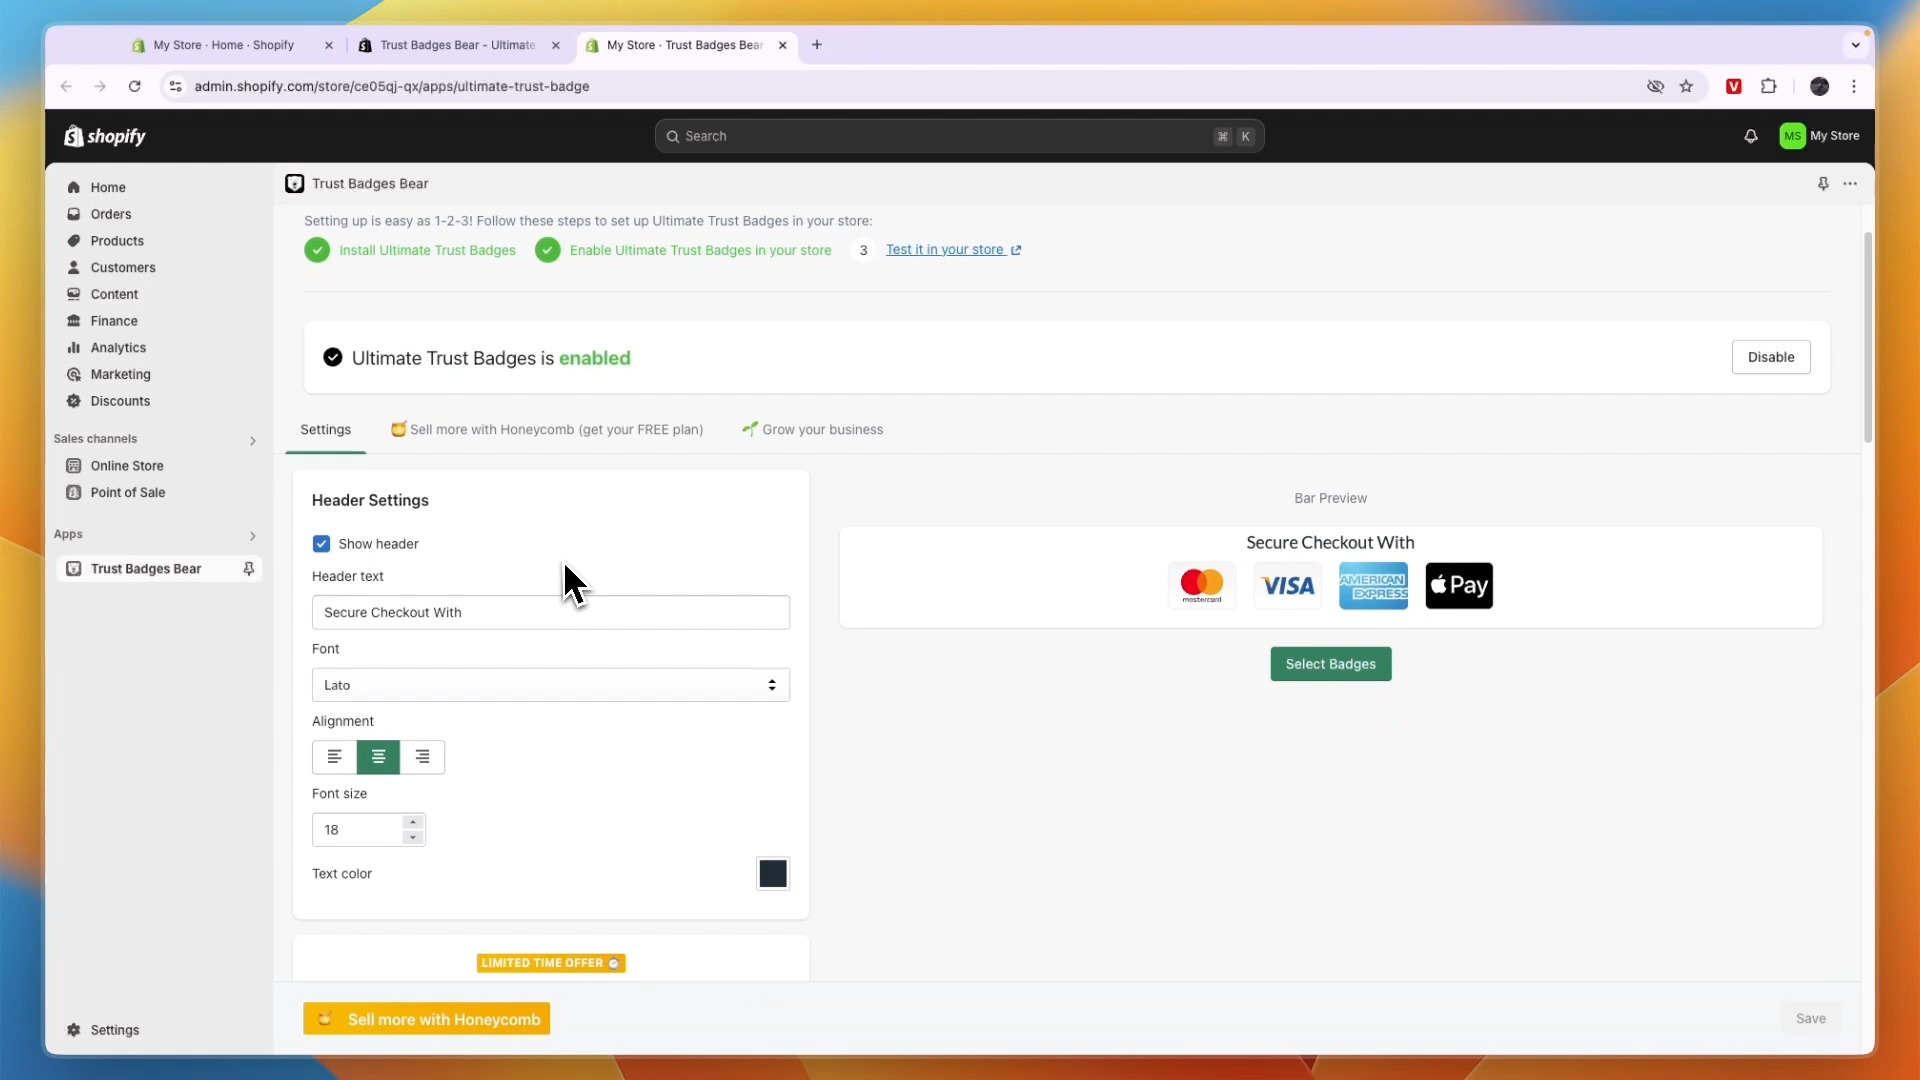 My Store · Home · Shopify
Trust Badges Bear - Ultimate
My Store · Trust Badges Bear
admin.shopify.com/store/ce05qj-qx/apps/ultimate-trust-badge
shopify
Search
⌘ K
MS My Store
Home
Orders
Products
Customers
Content
Finance
Analytics
Marketing
Discounts
Sales channels
Online Store
Point of Sale
Apps
Trust Badges Bear
Settings
Trust Badges Bear
Setting up is easy as 1-2-3! Follow these steps to set up Ultimate Trust Badges in your store:
Install Ultimate Trust Badges
Enable Ultimate Trust Badges in your store
3 Test it in your store
Ultimate Trust Badges is enabled
Disable
Settings
Sell more with Honeycomb (get your FREE plan)
Grow your business
Header Settings
Show header
Header text
Secure Checkout With
Font
Lato
Alignment
Font size
18
Text color
LIMITED TIME OFFER
Bar Preview
Secure Checkout With
mastercard
VISA
AMERICAN EXPRESS
Pay
Select Badges
Sell more with Honeycomb
Save